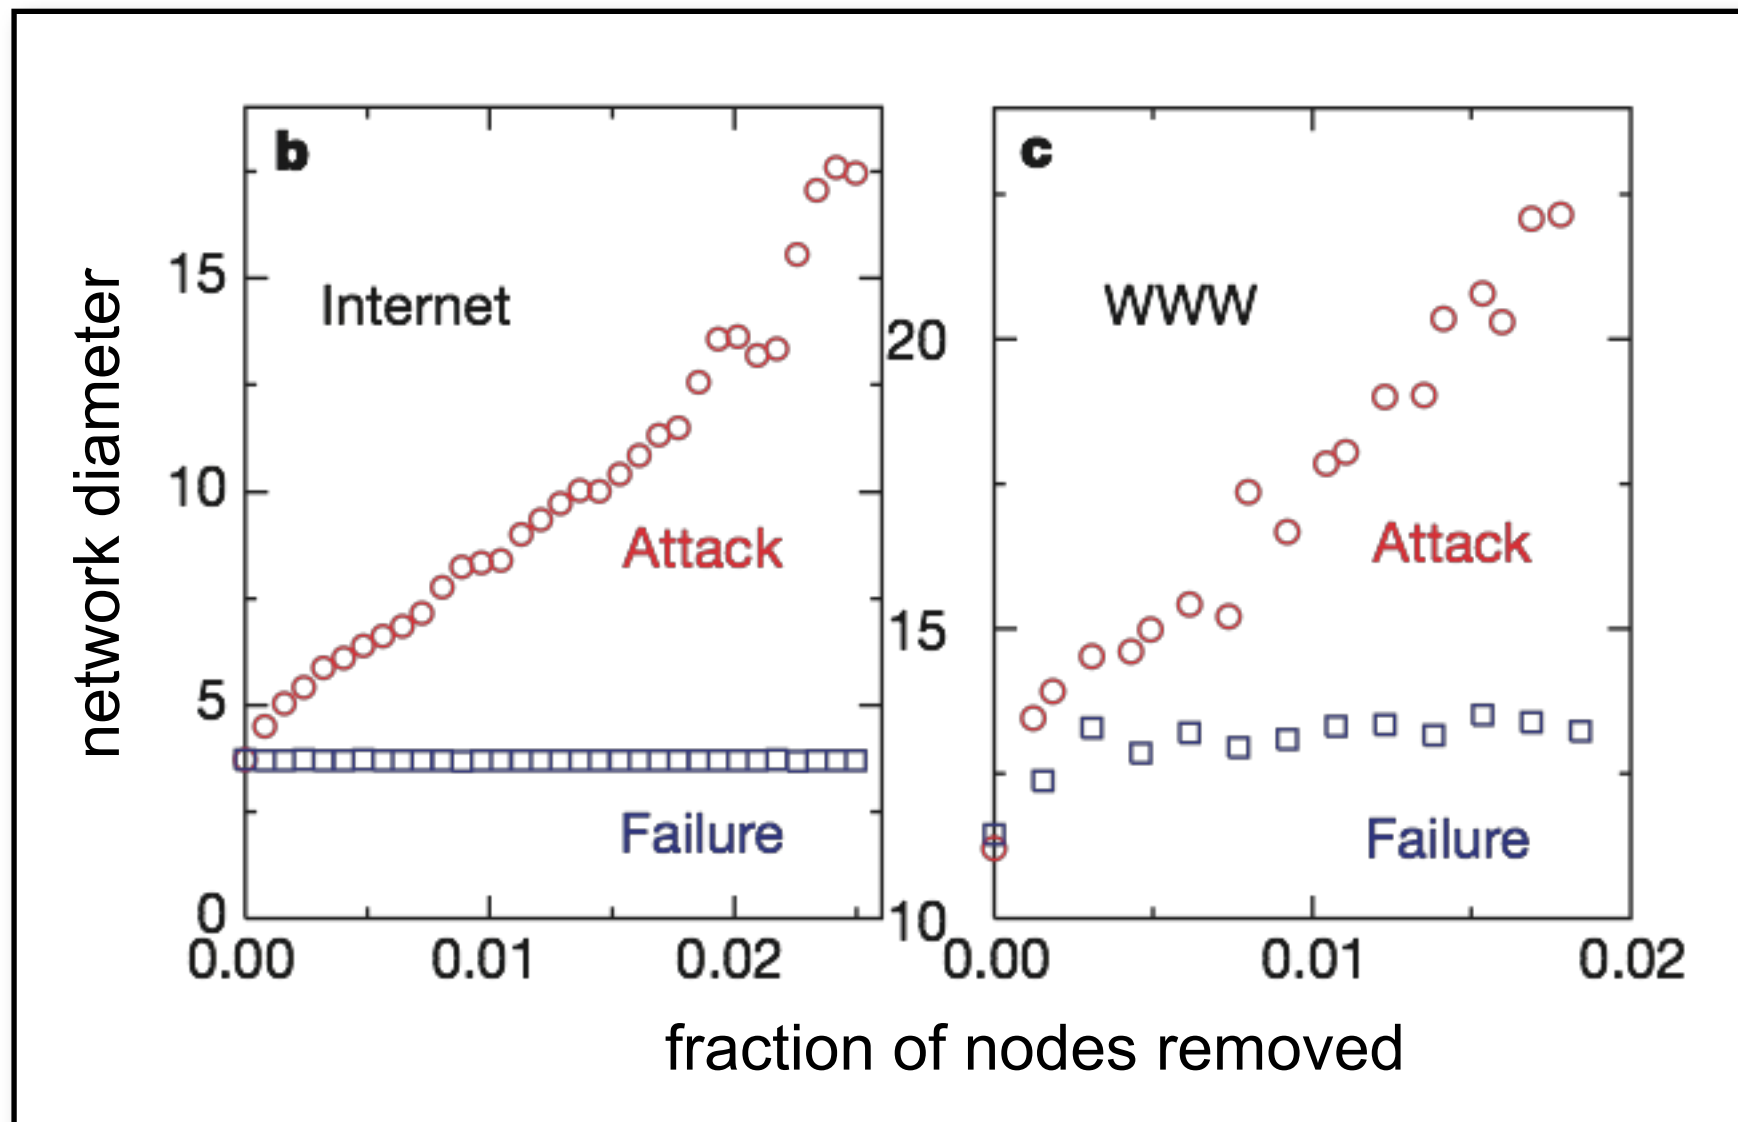 b
c
network diameter
15
10
5
0
Internet
Attack
Failure
0.00 0.01 0.02
20
15
10
WWW
Attack
Failure
0.00 0.01 0.02
fraction of nodes removed